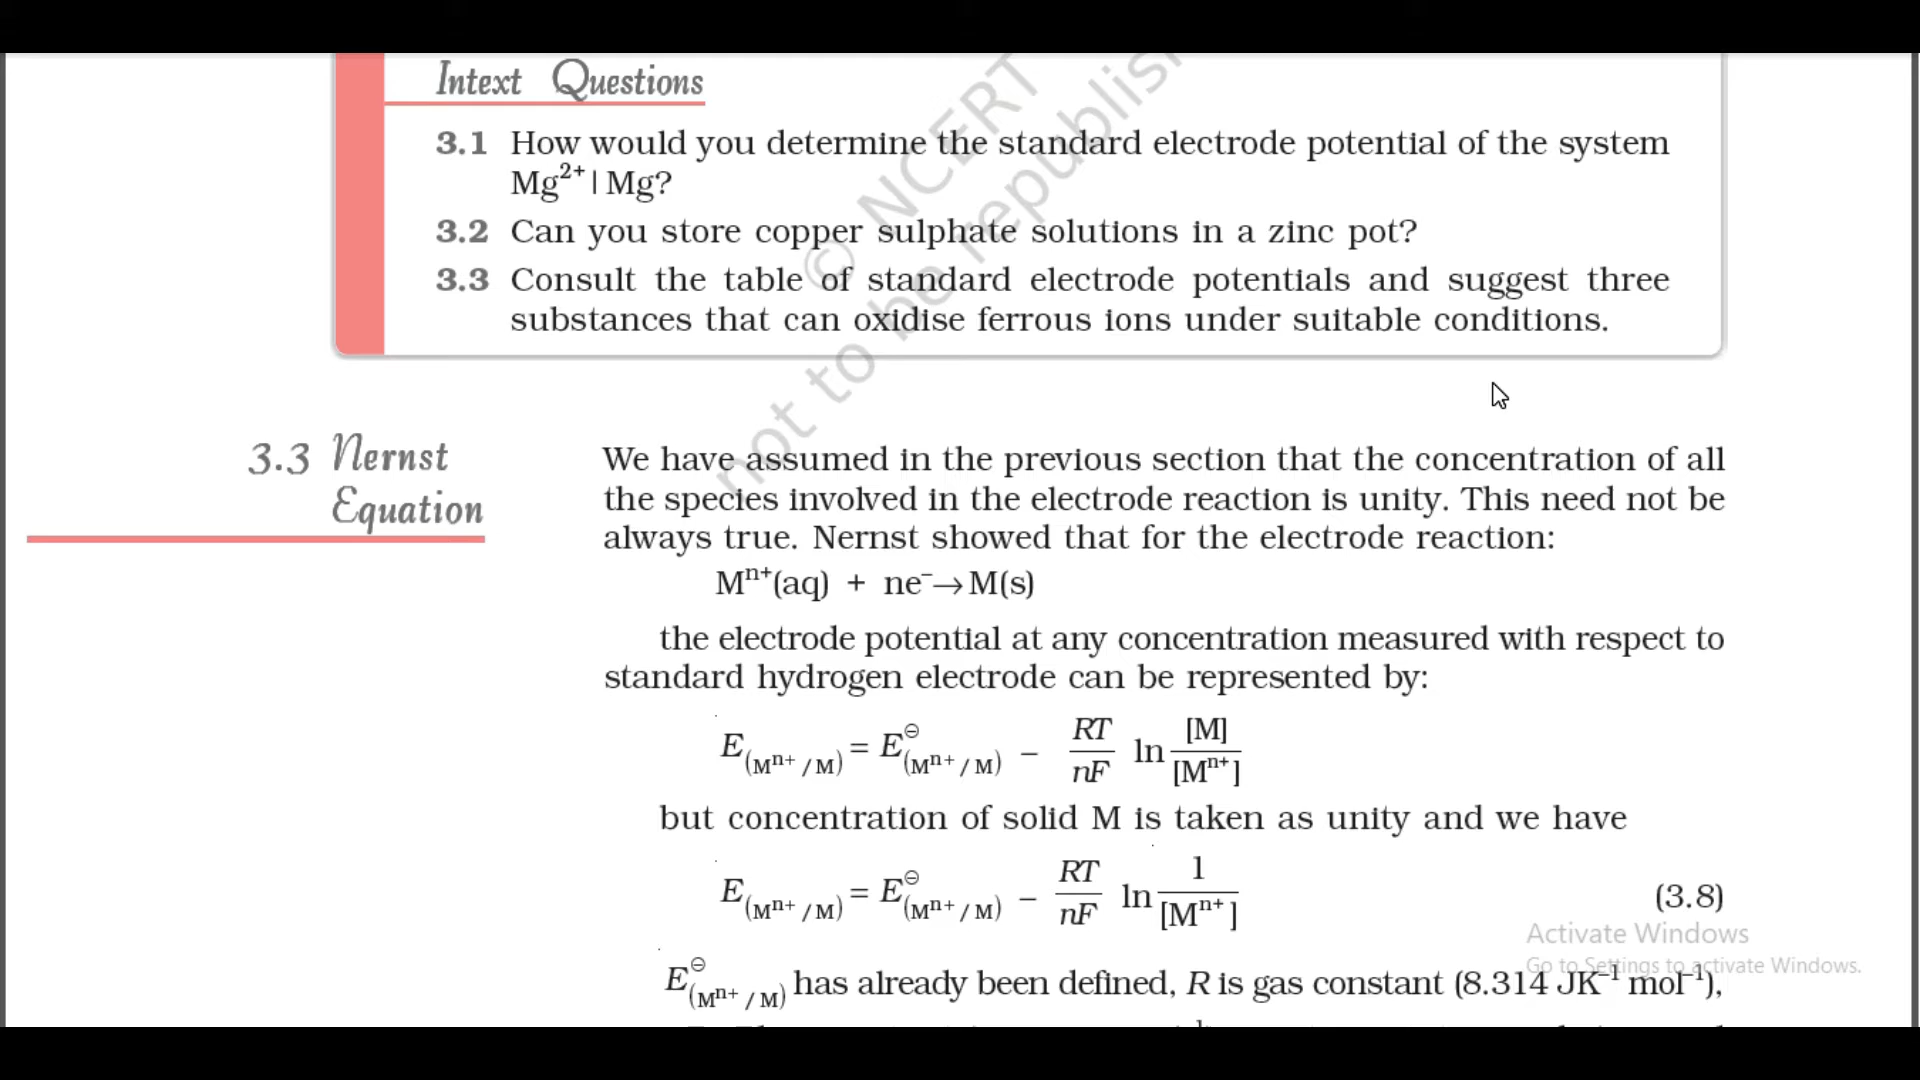 Intext Questions
3.1 How would you determine the standard electrode potential of the system
Mg²⁺ | Mg?
3.2 Can you store copper sulphate solutions in a zinc pot?
3.3 Consult the table of standard electrode potentials and suggest three
substances that can oxidise ferrous ions under suitable conditions.
© NCERT
not to be republis
3.3 Nernst
Equation
We have assumed in the previous section that the concentration of all
the species involved in the electrode reaction is unity. This need not be
always true. Nernst showed that for the electrode reaction:
Mⁿ⁺(aq) + ne⁻→ M(s)
the electrode potential at any concentration measured with respect to
standard hydrogen electrode can be represented by:
E(Mⁿ⁺ / M) = E⊖(Mⁿ⁺ / M) – RT/nF ln [M]/[Mⁿ⁺]
but concentration of solid M is taken as unity and we have
E(Mⁿ⁺ / M) = E⊖(Mⁿ⁺ / M) – RT/nF ln 1/[Mⁿ⁺] (3.8)
E⊖(Mⁿ⁺ / M) has already been defined, R is gas constant (8.314 JK⁻¹ mol⁻¹),
Activate Windows
Go to Settings to activate Windows.